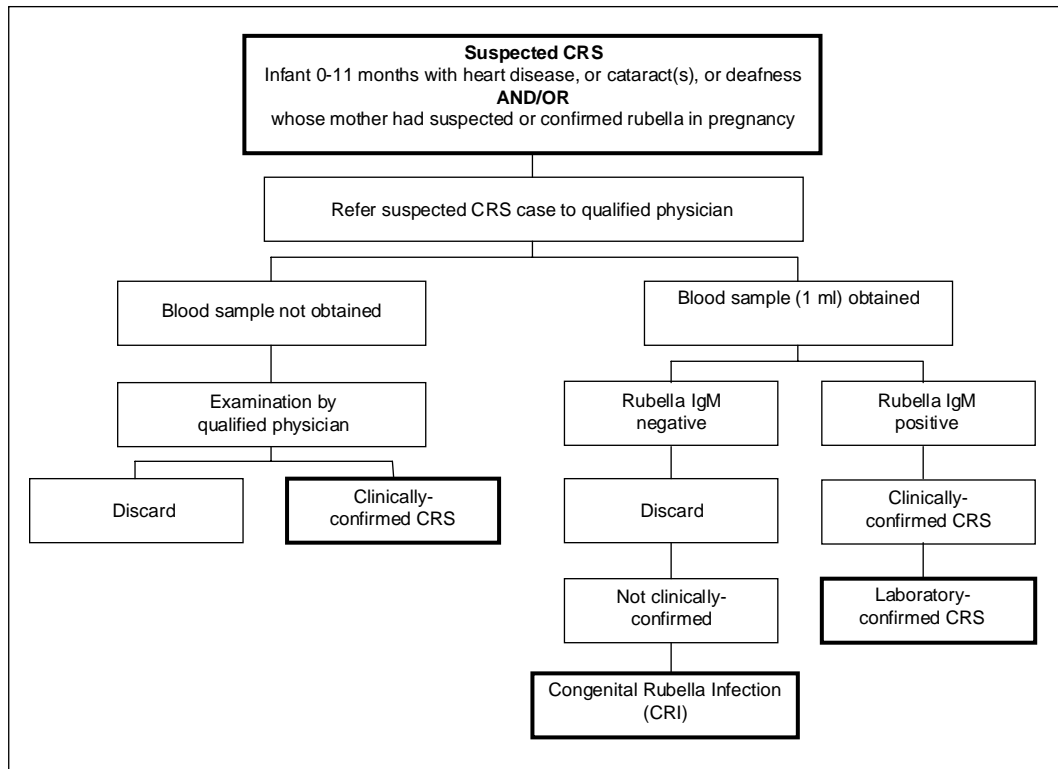 Suspected CRS
Infant 0-11 months with heart disease, or cataract(s), or deafness
AND/OR
whose mother had suspected or confirmed rubella in pregnancy
Refer suspected CRS case to qualified physician
Blood sample not obtained
Blood sample (1 ml) obtained
Examination by
qualified physician
Rubella IgM
negative
Rubella IgM
positive
Discard
Clinically-
confirmed CRS
Discard
Clinically-
confirmed CRS
Not clinically-
confirmed
Laboratory-
confirmed CRS
Congenital Rubella Infection
(CRI)